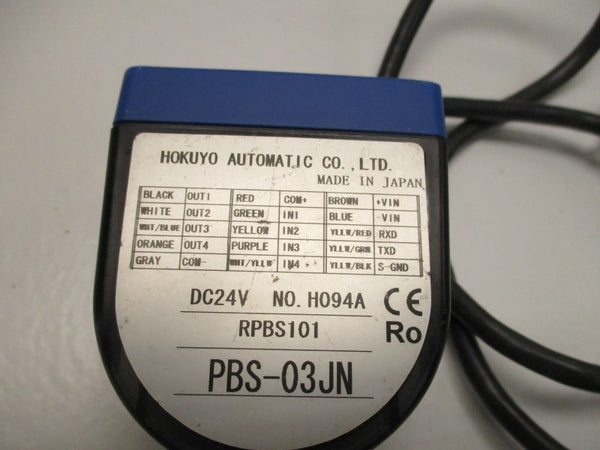 HOKUYO AUTOMATIC CO.,LTD.
MADE IN JAPAN
BLACK OUT1 RED COM+ BROWN +VIN
WHITE OUT2 GREEN IN1 BLUE -VIN
WHT/BLUE OUT3 YELLOW IN2 YLLW/RED RXD
ORANGE OUT4 PURPLE IN3 YLLW/GRN TXD
GRAY COM- WHT/YLLW IN4 YLLW/BLK S-GND
DC24V NO. H094A CE
RPBS101 Ro
PBS-03JN